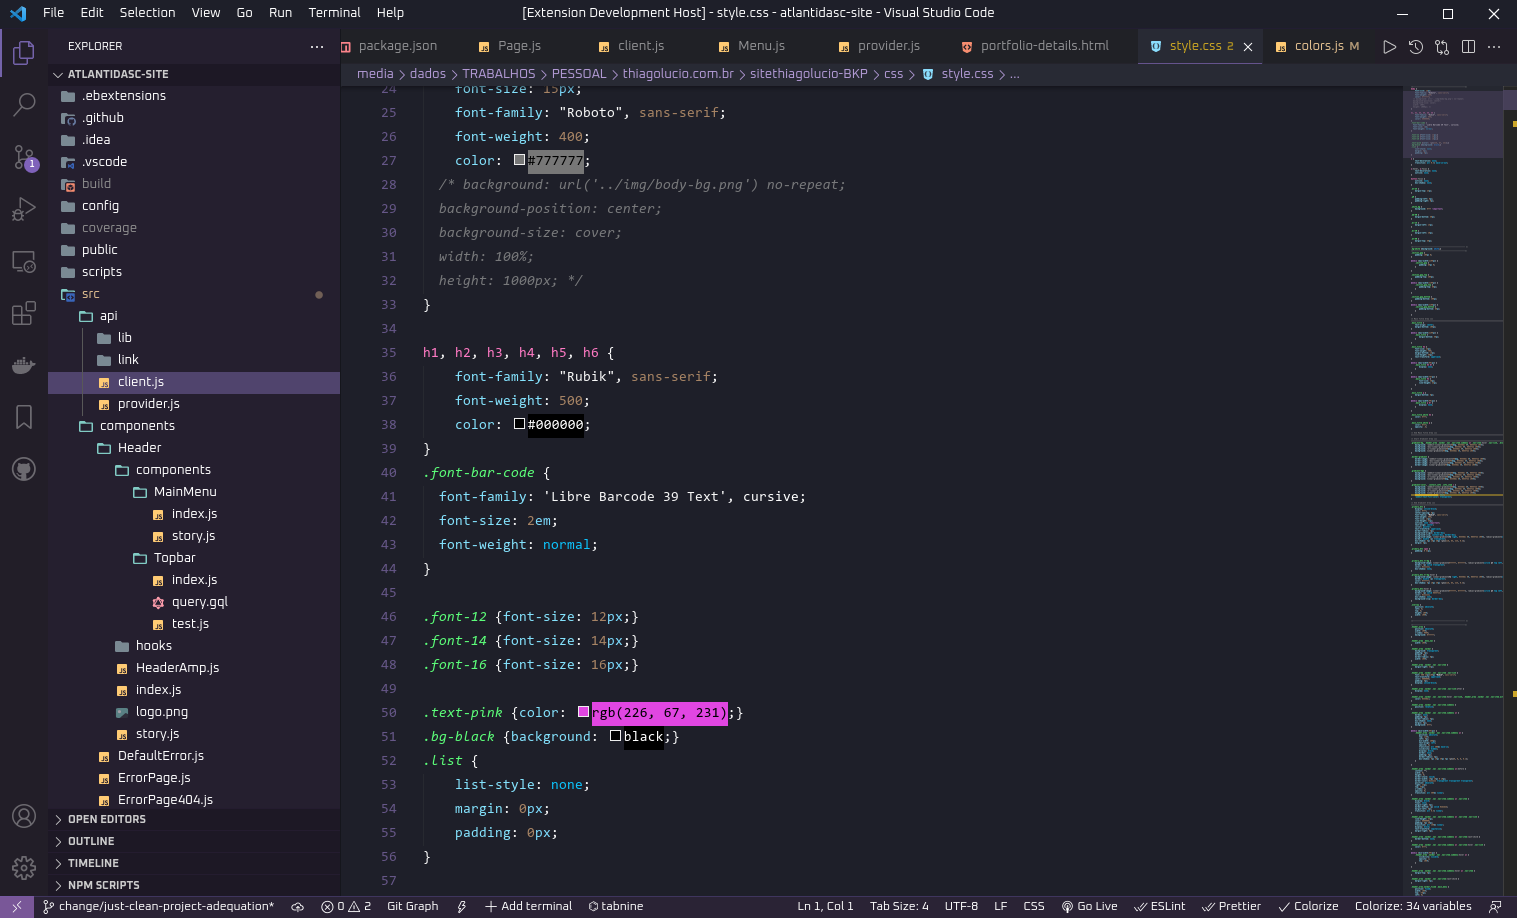 File Edit Selection View Go Run Terminal Help
[Extension Development Host] - style.css - atlantidasc-site - Visual Studio Code
EXPLORER
package.json Page.js client.js Menu.js provider.js portfolio-details.html style.css 2 colors.js M
media > dados > TRABALHOS > PESSOAL > thiagolucio.com.br > sitethiagolucio-BKP > css > style.css > ...
ATLANTIDASC-SITE
.ebextensions
.github
.idea
.vscode
build
config
coverage
public
scripts
src
api
lib
link
client.js
provider.js
components
Header
components
MainMenu
index.js
story.js
Topbar
index.js
query.gql
test.js
hooks
HeaderAmp.js
index.js
logo.png
story.js
DefaultError.js
ErrorPage.js
ErrorPage404.js
OPEN EDITORS
OUTLINE
TIMELINE
NPM SCRIPTS
1
24 font-size: 15px;
25 font-family: "Roboto", sans-serif;
26 font-weight: 400;
27 color: #777777;
28 /* background: url('../img/body-bg.png') no-repeat;
29 background-position: center;
30 background-size: cover;
31 width: 100%;
32 height: 1000px; */
33 }
34
35 h1, h2, h3, h4, h5, h6 {
36 font-family: "Rubik", sans-serif;
37 font-weight: 500;
38 color: #000000;
39 }
40 .font-bar-code {
41 font-family: 'Libre Barcode 39 Text', cursive;
42 font-size: 2em;
43 font-weight: normal;
44 }
45
46 .font-12 {font-size: 12px;}
47 .font-14 {font-size: 14px;}
48 .font-16 {font-size: 16px;}
49
50 .text-pink {color: rgb(226, 67, 231);}
51 .bg-black {background: black;}
52 .list {
53 list-style: none;
54 margin: 0px;
55 padding: 0px;
56 }
57
change/just-clean-project-adequation* 0 2 Git Graph Add terminal tabnine Ln 1, Col 1 Tab Size: 4 UTF-8 LF CSS Go Live ESLint Prettier Colorize Colorize: 34 variables